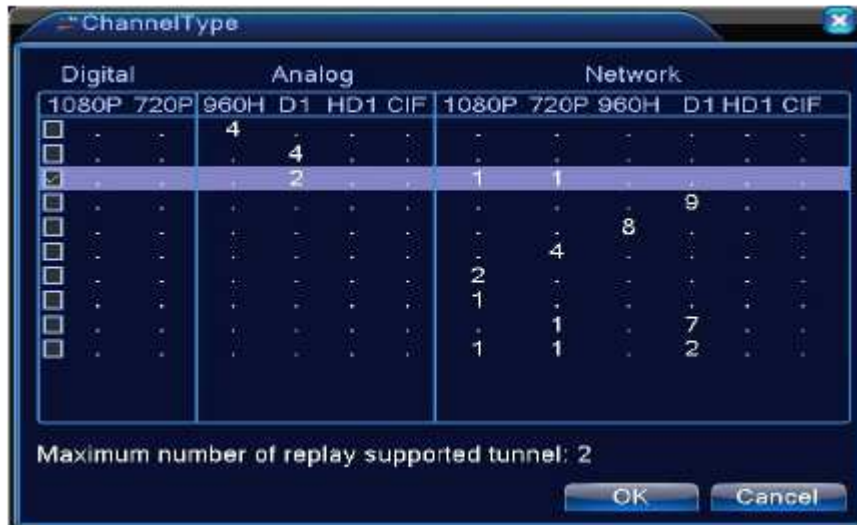 ChannelType
Digital Analog Network
1080P 720P 960H D1 HD1 CIF 1080P 720P 960H D1 HD1 CIF
. . 4 . . . . . . . . .
. . . 4 . . . . . . . .
. . . 2 . . 1 1 . . . .
. . . . . . . . . 9 . .
. . . . . . . . 8 . . .
. . . . . . . 4 . . . .
. . . . . . 2 . . . . .
. . . . . . 1 . . . . .
. . . . . . . 1 . 7 . .
. . . . . . 1 1 . 2 . .
Maximum number of replay supported tunnel: 2
OK Cancel